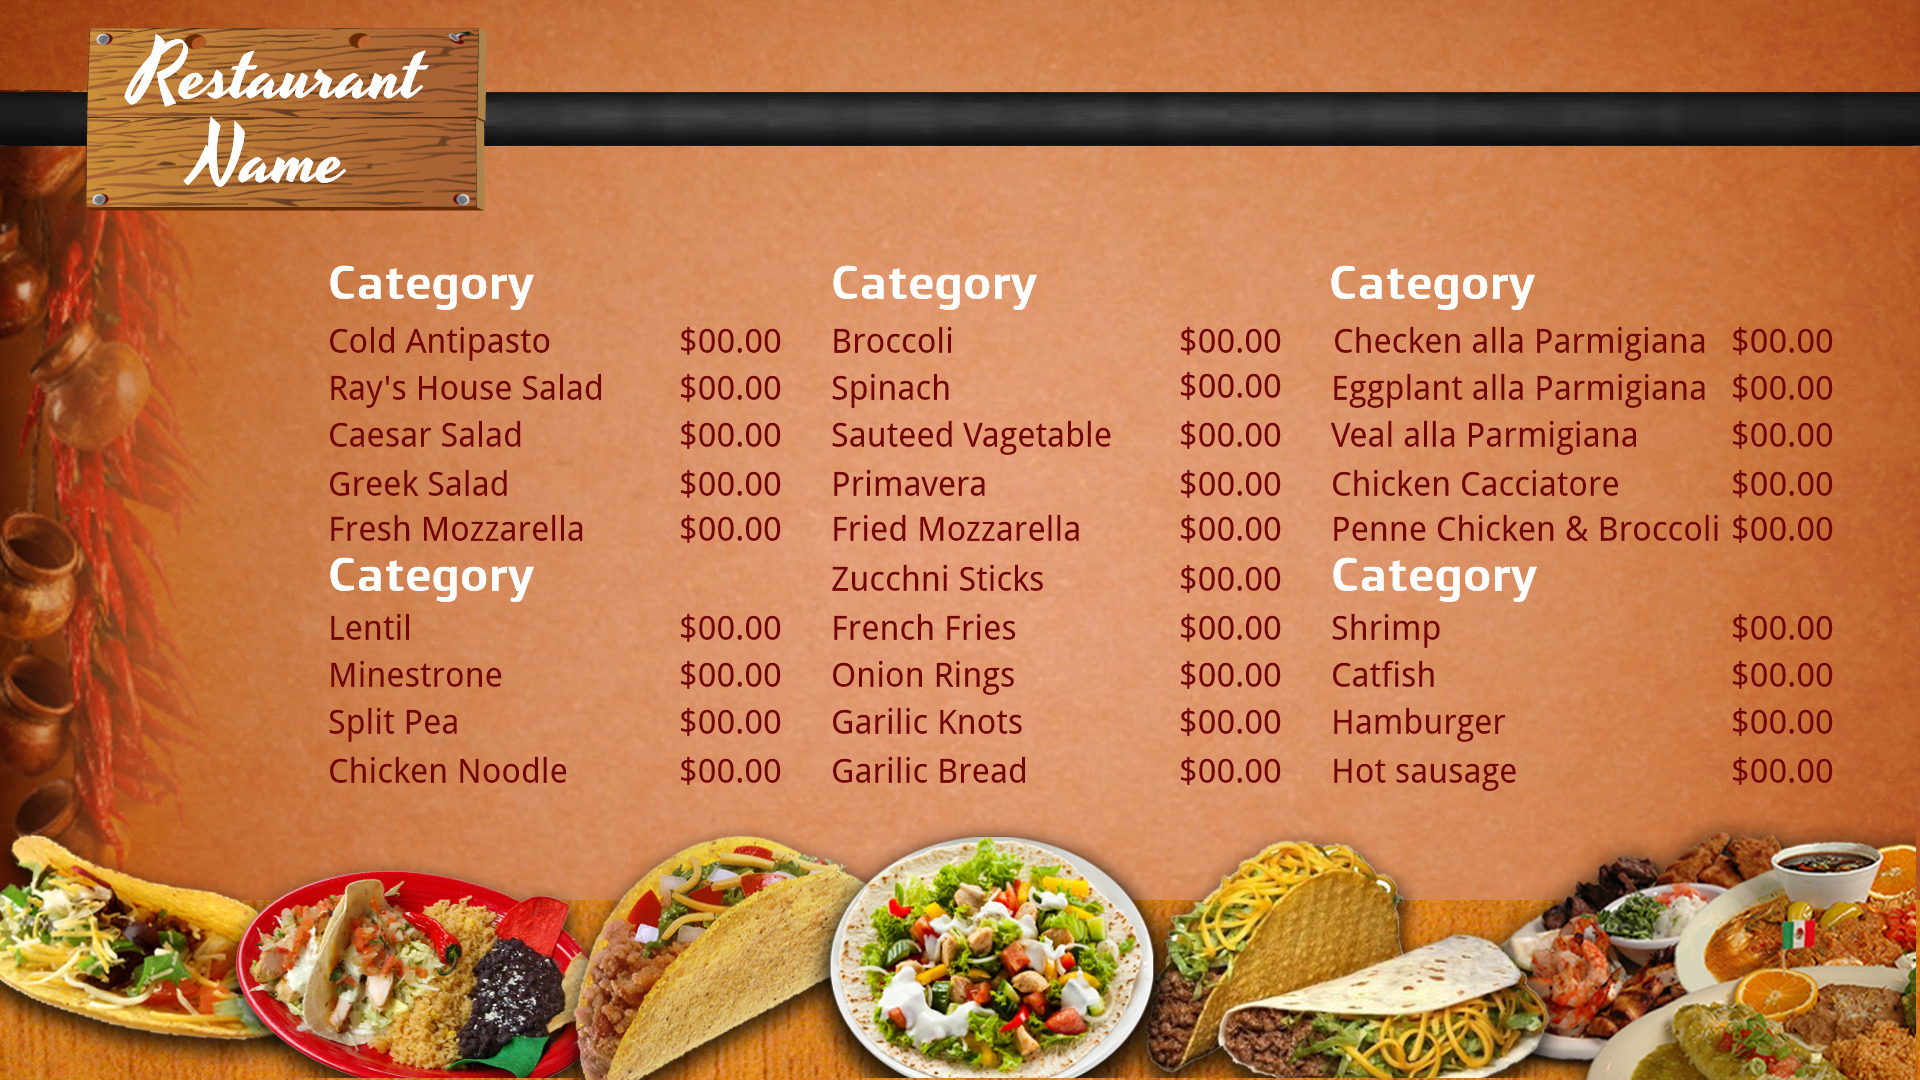 Restaurant
Name
Category
Cold Antipasto $00.00
Ray's House Salad $00.00
Caesar Salad $00.00
Greek Salad $00.00
Fresh Mozzarella $00.00
Category
Lentil $00.00
Minestrone $00.00
Split Pea $00.00
Chicken Noodle $00.00
Category
Broccoli $00.00
Spinach $00.00
Sauteed Vagetable $00.00
Primavera $00.00
Fried Mozzarella $00.00
Zucchni Sticks $00.00
French Fries $00.00
Onion Rings $00.00
Garilic Knots $00.00
Garilic Bread $00.00
Category
Checken alla Parmigiana $00.00
Eggplant alla Parmigiana $00.00
Veal alla Parmigiana $00.00
Chicken Cacciatore $00.00
Penne Chicken & Broccoli $00.00
Category
Shrimp $00.00
Catfish $00.00
Hamburger $00.00
Hot sausage $00.00